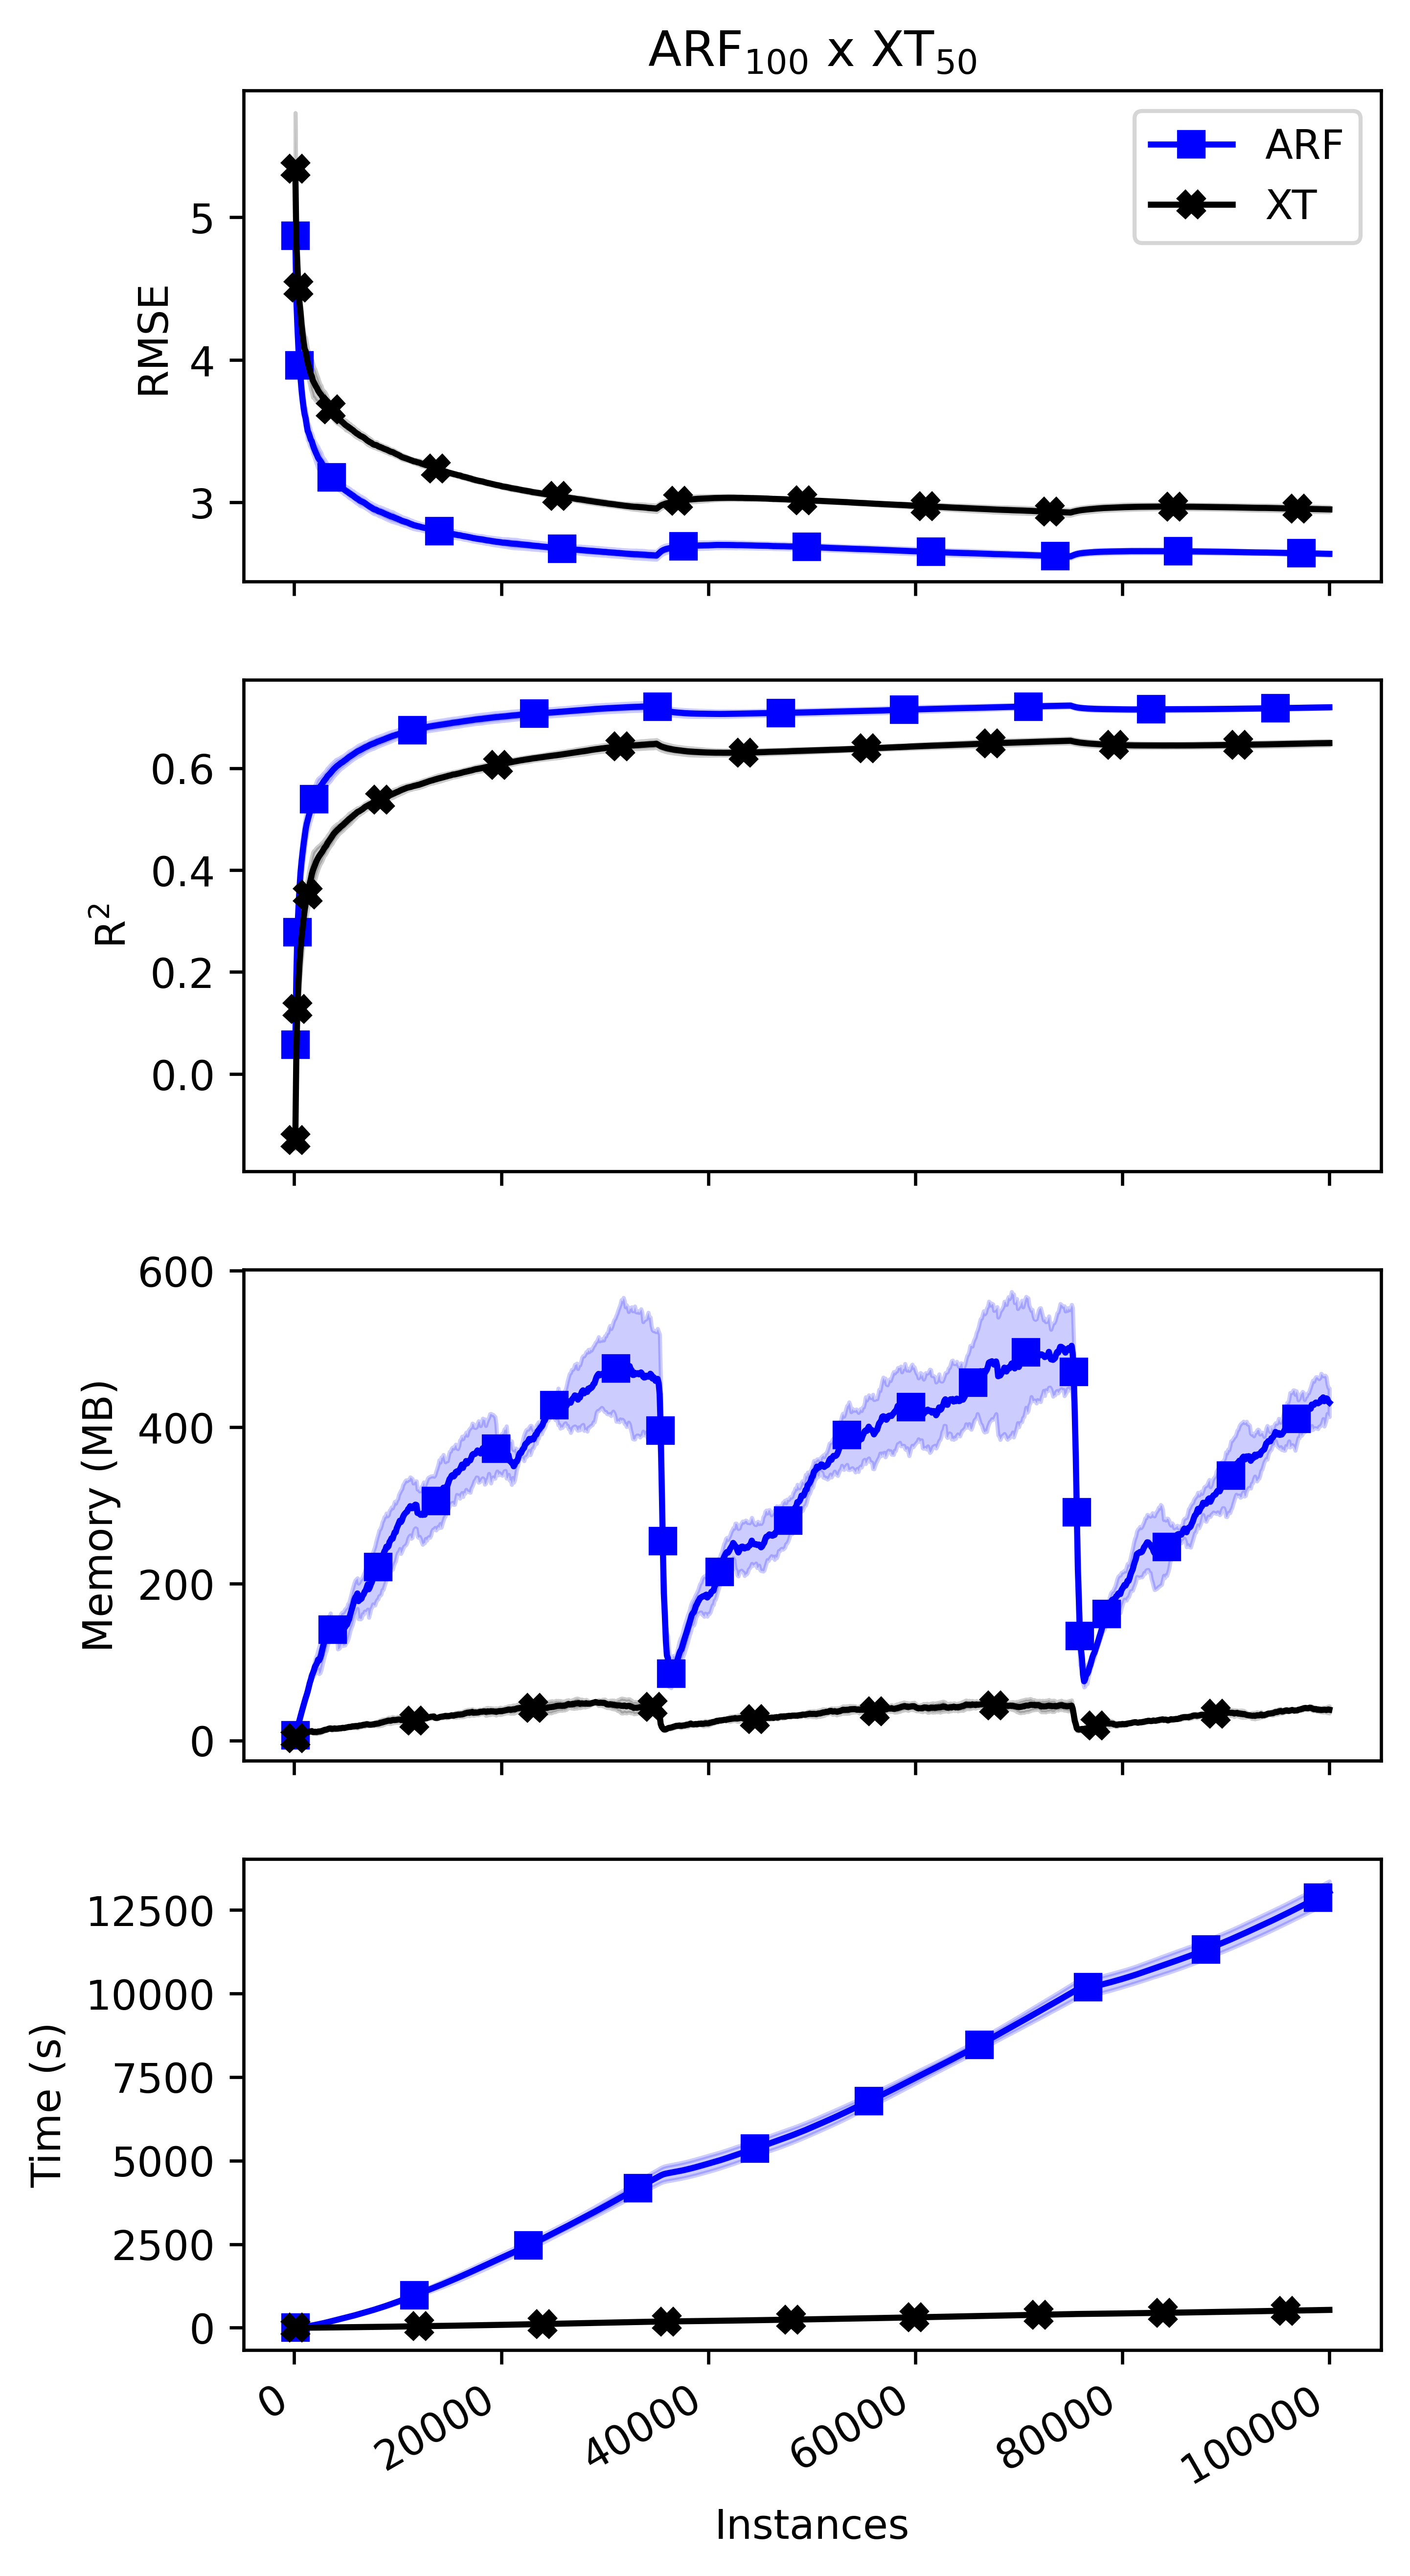 ARF₁₀₀ x XT₅₀
ARF
XT
5
4
3
RMSE
0.6
0.4
0.2
0.0
R²
600
400
200
0
Memory (MB)
12500
10000
7500
5000
2500
0
Time (s)
0
20000
40000
60000
80000
100000
Instances